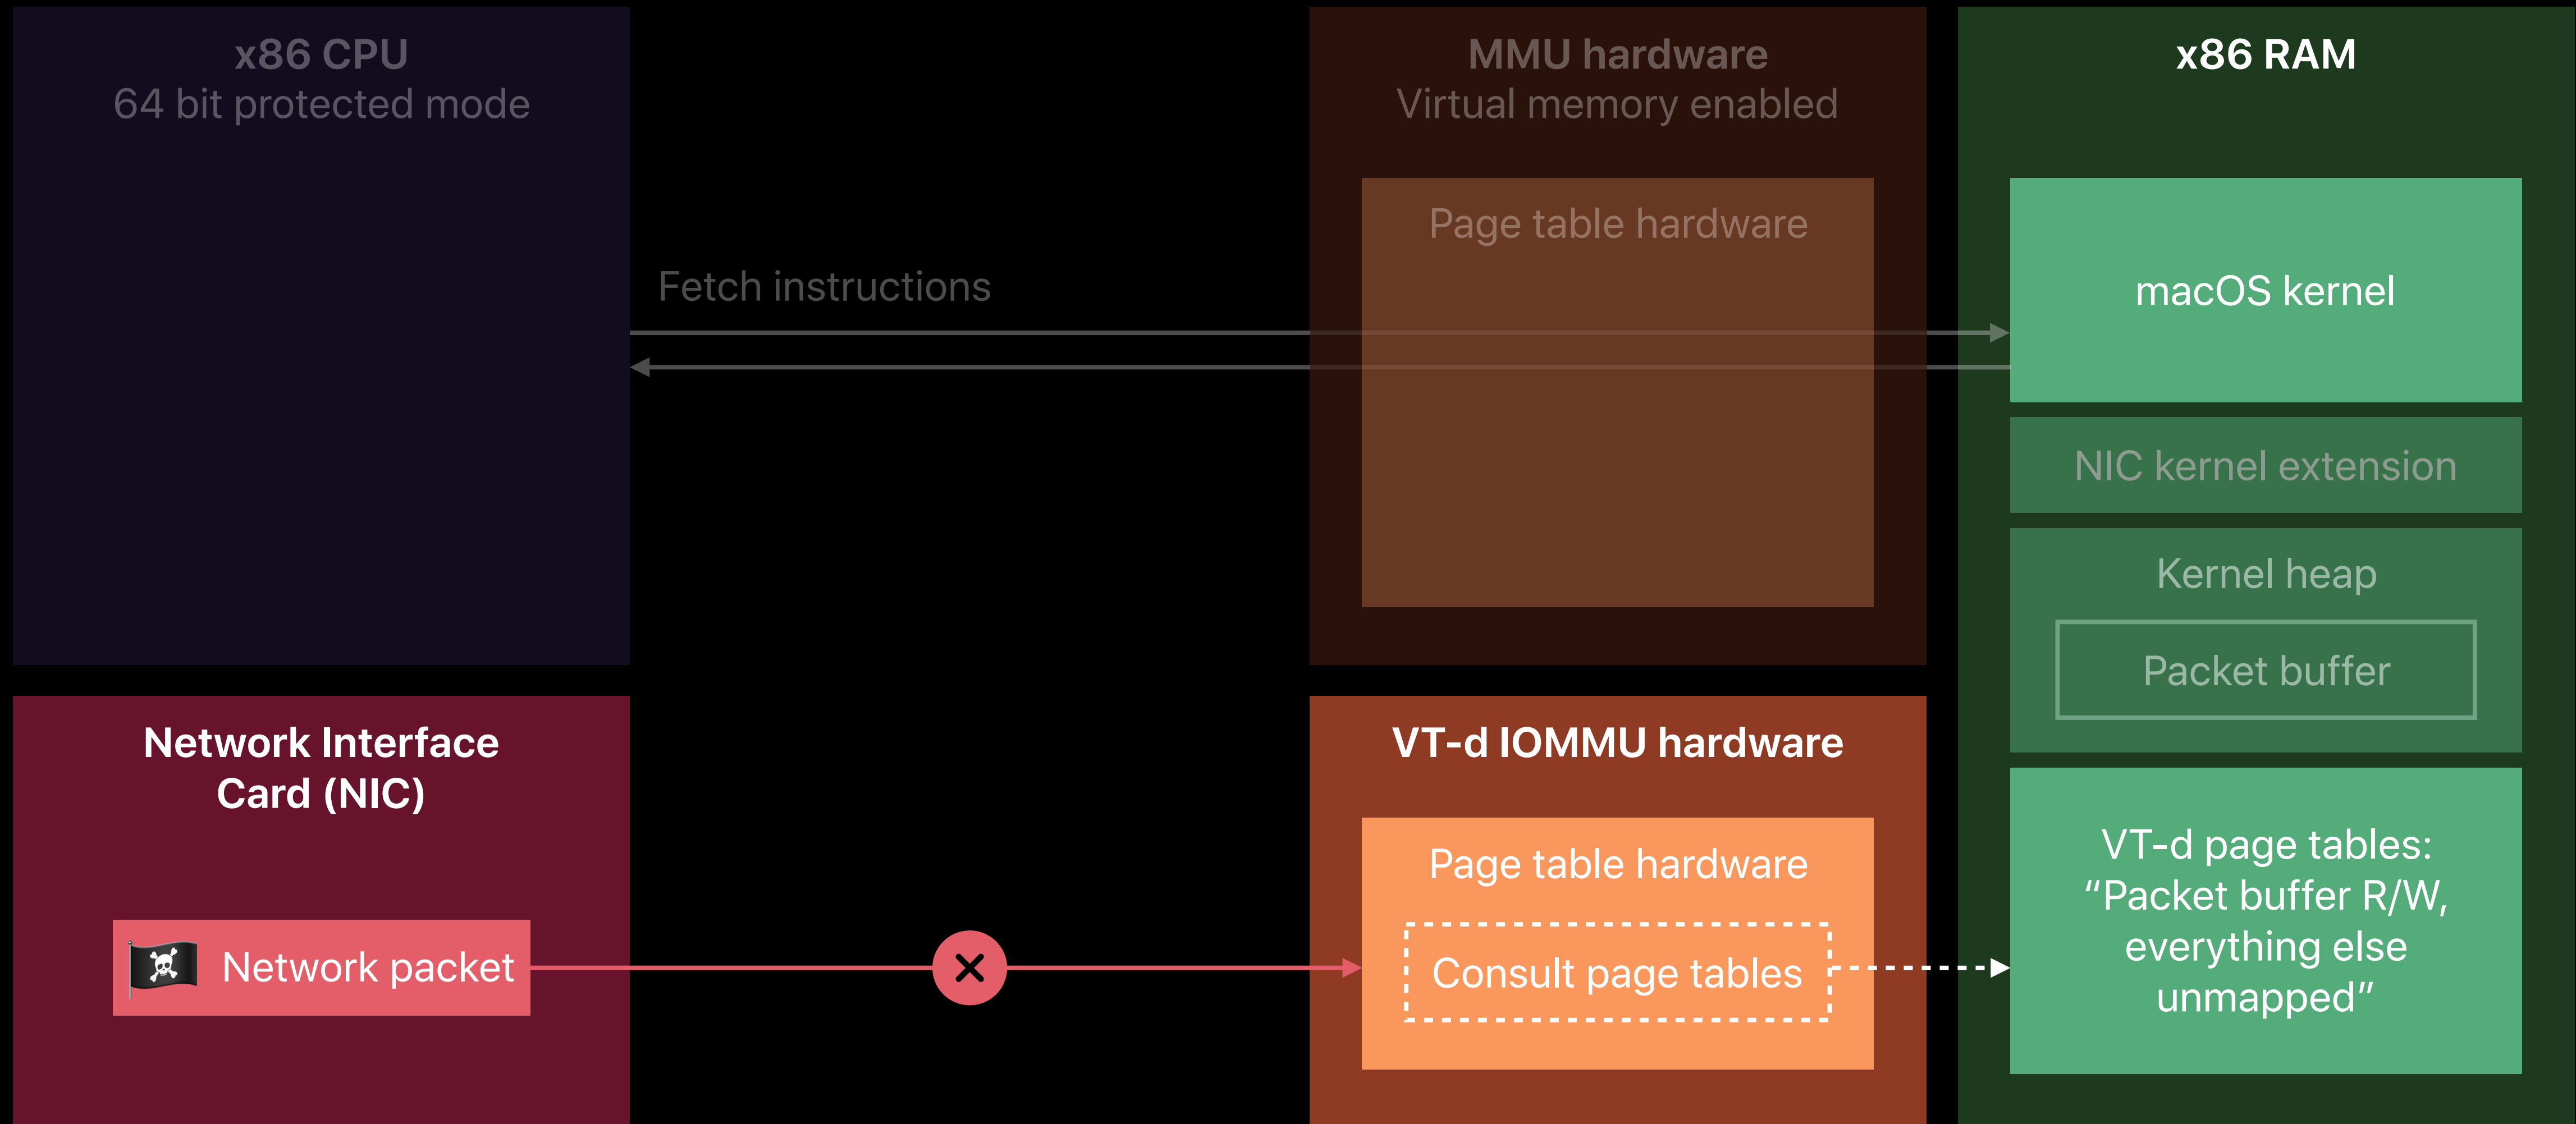 x86 CPU
64 bit protected mode
Fetch instructions
MMU hardware
Virtual memory enabled
Page table hardware
x86 RAM
macOS kernel
NIC kernel extension
Kernel heap
Packet buffer
Network Interface
Card (NIC)
Network packet
VT-d IOMMU hardware
Page table hardware
Consult page tables
VT-d page tables:
“Packet buffer R/W,
everything else
unmapped”